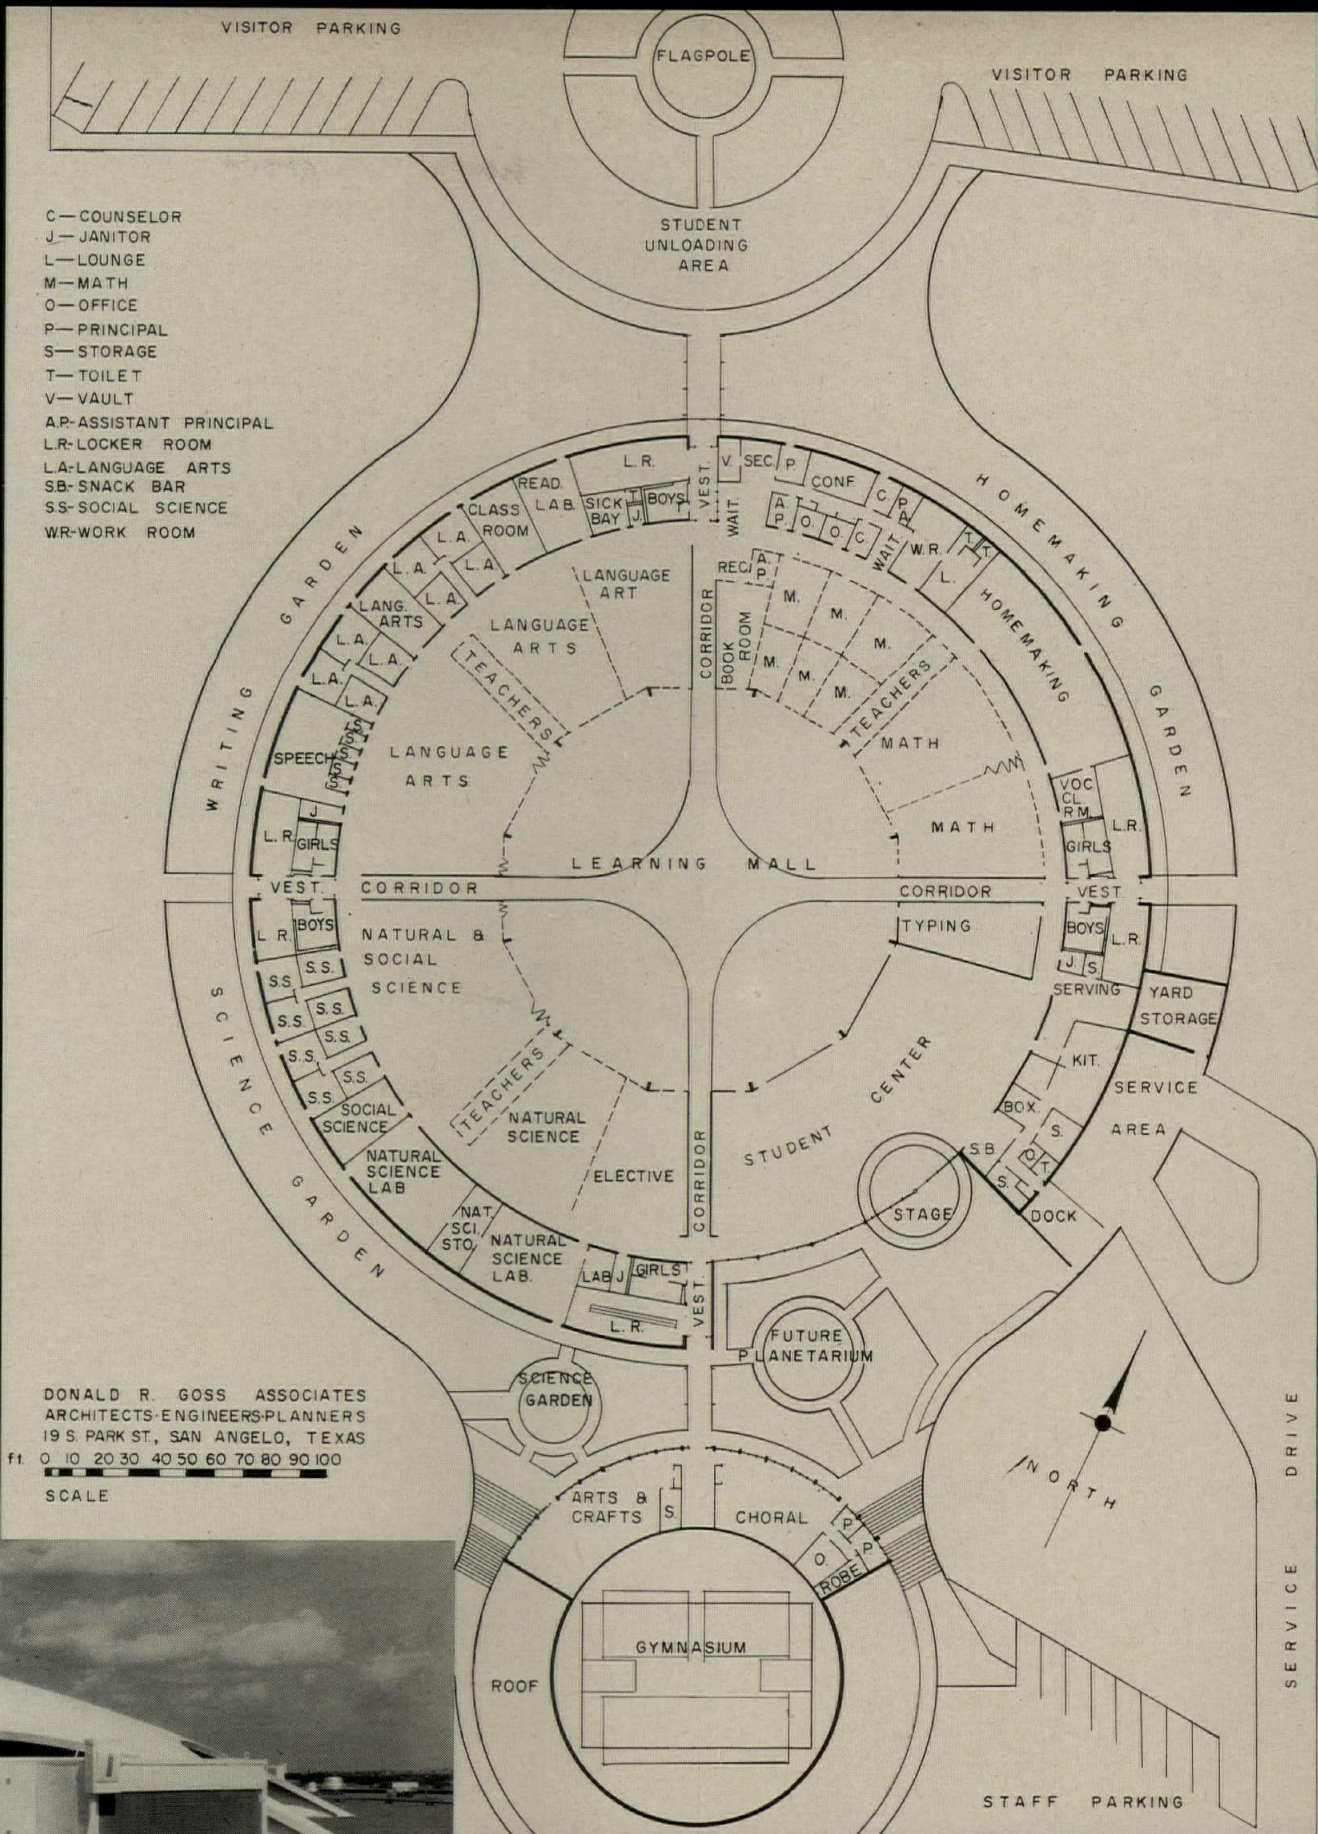 VISITOR PARKING
FLAGPOLE
VISITOR PARKING
STUDENT
UNLOADING
AREA
C—COUNSELOR
J—JANITOR
L—LOUNGE
M—MATH
O—OFFICE
P—PRINCIPAL
S—STORAGE
T—TOILET
V—VAULT
A.P.-ASSISTANT PRINCIPAL
L.R-LOCKER ROOM
L.A-LANGUAGE ARTS
S.B.-SNACK BAR
S.S-SOCIAL SCIENCE
W.R-WORK ROOM
WRITING GARDEN
HOMEMAKING GARDEN
L.R.
VEST.
V.
SEC.
P.
CONF.
C.
P.
A.
READ.
LAB.
SICK
BAY
T.
J.
BOYS
WAIT.
A.
P.
O.
O.
C.
WAIT
W.R.
T.
T.
L.
CLASS
ROOM
L.A.
L.A.
L.A.
L.A.
LANG.
ARTS
L.A.
L.A.
L.A.
L.A.
HOMEMAKING
LANGUAGE
ART
LANGUAGE
ARTS
TEACHERS
CORRIDOR
REC.
A.
P.
BOOK
ROOM
M.
M.
M.
M.
M.
M.
TEACHERS
MATH
MATH
SPEECH
S
S
S
S
S
LANGUAGE
ARTS
J
L.R.
GIRLS
VOC.
CL.
RM.
GIRLS
L.R.
LEARNING MALL
VEST.
CORRIDOR
CORRIDOR
VEST.
L R.
BOYS
NATURAL &
SOCIAL
SCIENCE
TYPING
BOYS
L.R.
J.
S.
SERVING
YARD
STORAGE
S.S.
S.S.
S.S.
S.S.
S.S.
S.S.
S.S.
S.S.
SOCIAL
SCIENCE
SCIENCE GARDEN
TEACHERS
NATURAL
SCIENCE
ELECTIVE
CORRIDOR
STUDENT CENTER
KIT.
BOX.
S.
S.B.
O.
T.
S.
SERVICE
AREA
DOCK
STAGE
NATURAL
SCIENCE
LAB
NAT.
SCI.
STO.
NATURAL
SCIENCE
LAB.
LAB
J
GIRLS
L.R.
VEST.
FUTURE
PLANETARIUM
SCIENCE
GARDEN
DONALD R. GOSS ASSOCIATES
ARCHITECTS·ENGINEERS·PLANNERS
19 S. PARK ST., SAN ANGELO, TEXAS
ft. 0 10 20 30 40 50 60 70 80 90 100
SCALE
NORTH
SERVICE DRIVE
ARTS &
CRAFTS
S.
CHORAL
P
P
O.
ROBE
GYMNASIUM
ROOF
STAFF PARKING